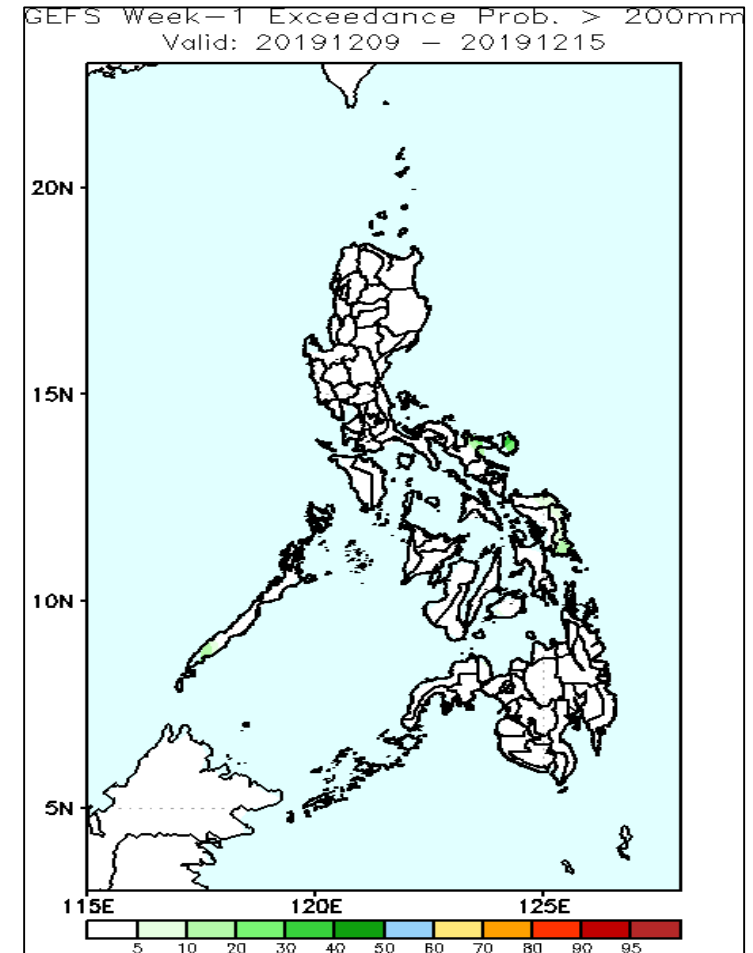 GEFS Week-1 Exceedance Prob. > 200mm
Valid: 20191209 - 20191215
20N
15N
10N
5N
115E 120E 125E
5 10 20 30 40 50 60 70 80 90 95